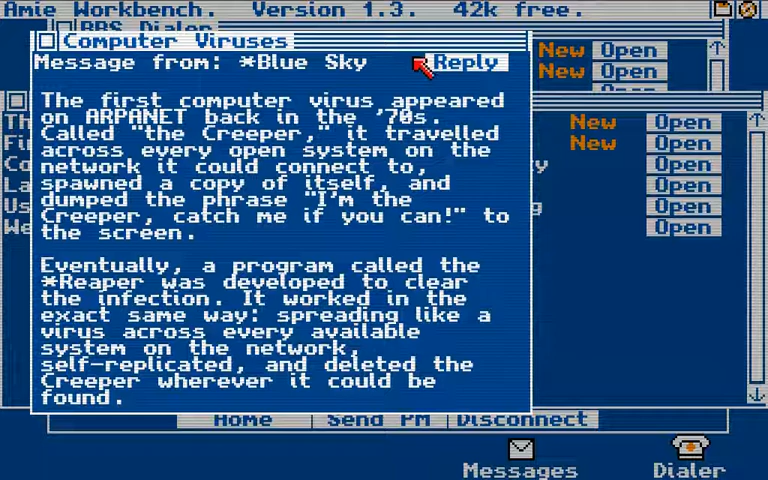 Amie Workbench. Version 1.3. 42k free.
BBS Dialer
Computer Viruses
Message from: *Blue Sky
Reply
New Open
New Open
The first computer virus appeared
on ARPANET back in the '70s.
Called "the Creeper," it travelled
across every open system on the
network it could connect to,
spawned a copy of itself, and
dumped the phrase "I'm the
Creeper, catch me if you can!" to
the screen.
Eventually, a program called the
*Reaper was developed to clear
the infection. It worked in the
exact same way: spreading like a
virus across every available
system on the network,
self-replicated, and deleted the
Creeper wherever it could be
found.
New Open
New Open
Open
Open
Open
Open
Home Send PM Disconnect
Messages Dialer